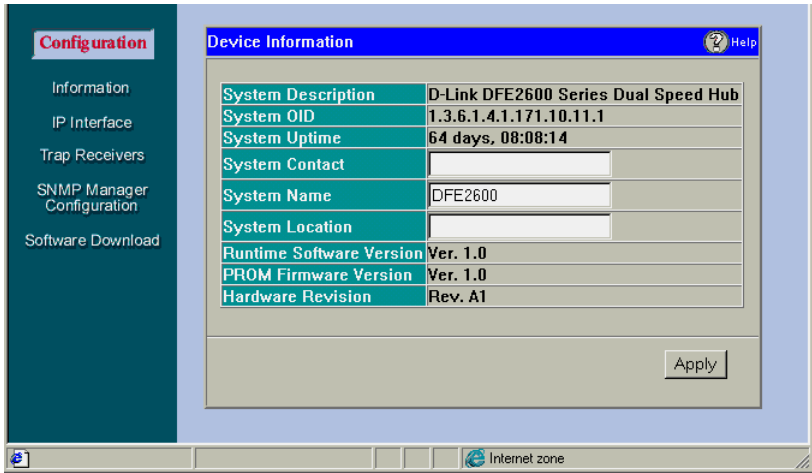 Configuration
Information
IP Interface
Trap Receivers
SNMP Manager
Configuration
Software Download
Device Information
Help
System Description D-Link DFE2600 Series Dual Speed Hub
System OID 1.3.6.1.4.1.171.10.11.1
System Uptime 64 days, 08:08:14
System Contact
System Name DFE2600
System Location
Runtime Software Version Ver. 1.0
PROM Firmware Version Ver. 1.0
Hardware Revision Rev. A1
Apply
Internet zone